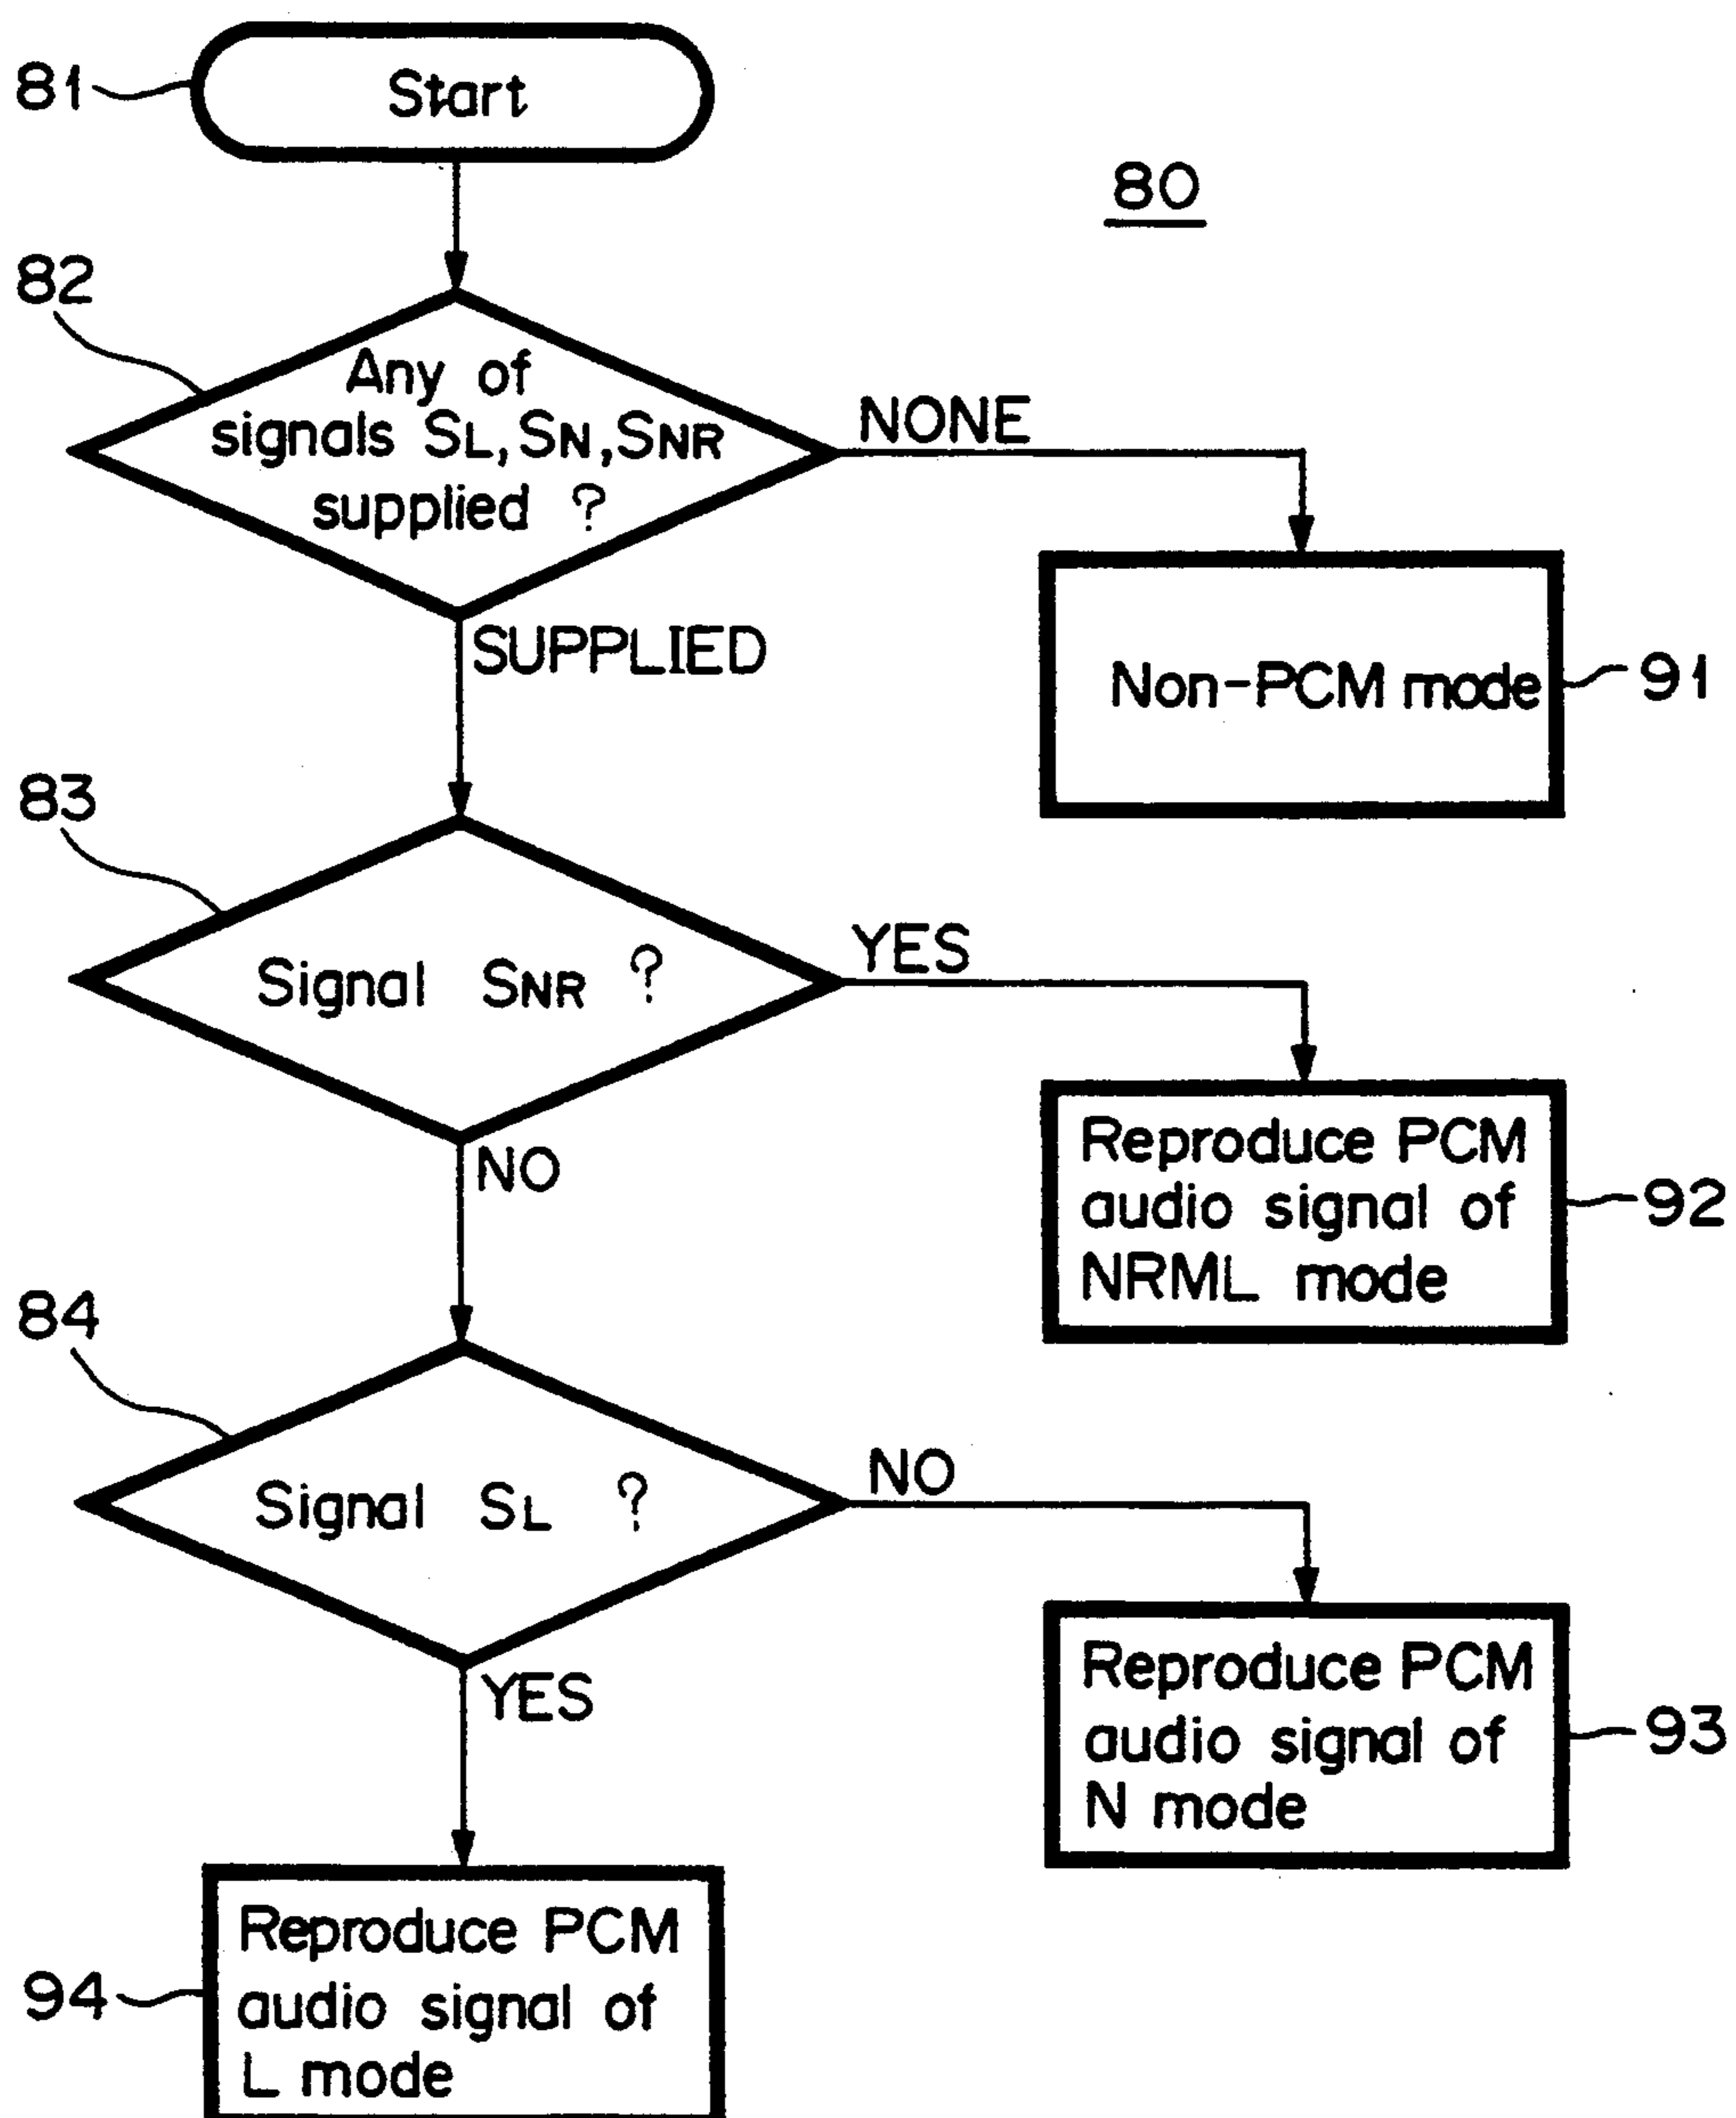 81
Start
80
82
Any of
signals SL, SN, SNR
supplied ?
NONE
SUPPLIED
Non-PCM mode
91
83
Signal SNR ?
YES
NO
Reproduce PCM
audio signal of
NRML mode
92
84
Signal SL ?
NO
YES
Reproduce PCM
audio signal of
N mode
93
94
Reproduce PCM
audio signal of
L mode